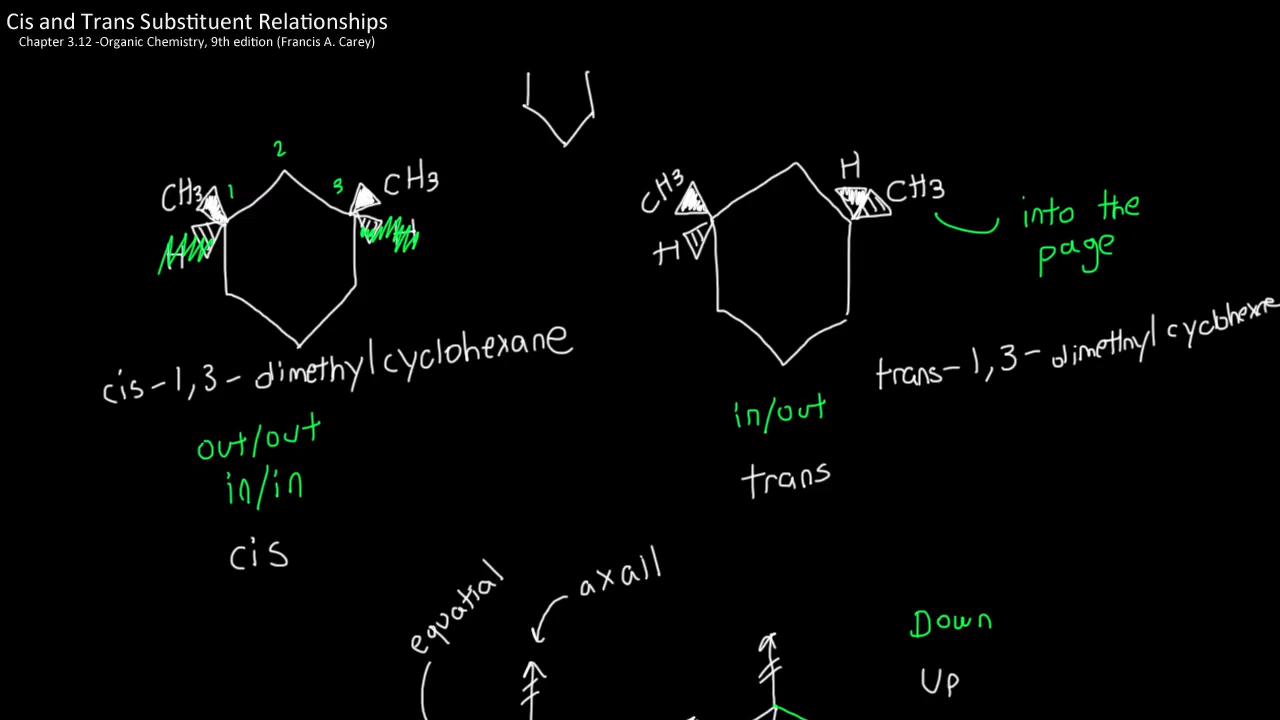 Cis and Trans Substituent Relationships
Chapter 3.12 -Organic Chemistry, 9th edition (Francis A. Carey)
2
CH3 1
3 CH3
H
H
cis-1,3-dimethylcyclohexane
out/out
in/in
cis
CH3
H
H
CH3
into the
page
trans-1,3-dimethylcyclohexne
in/out
trans
equatial
axall
Down
Up